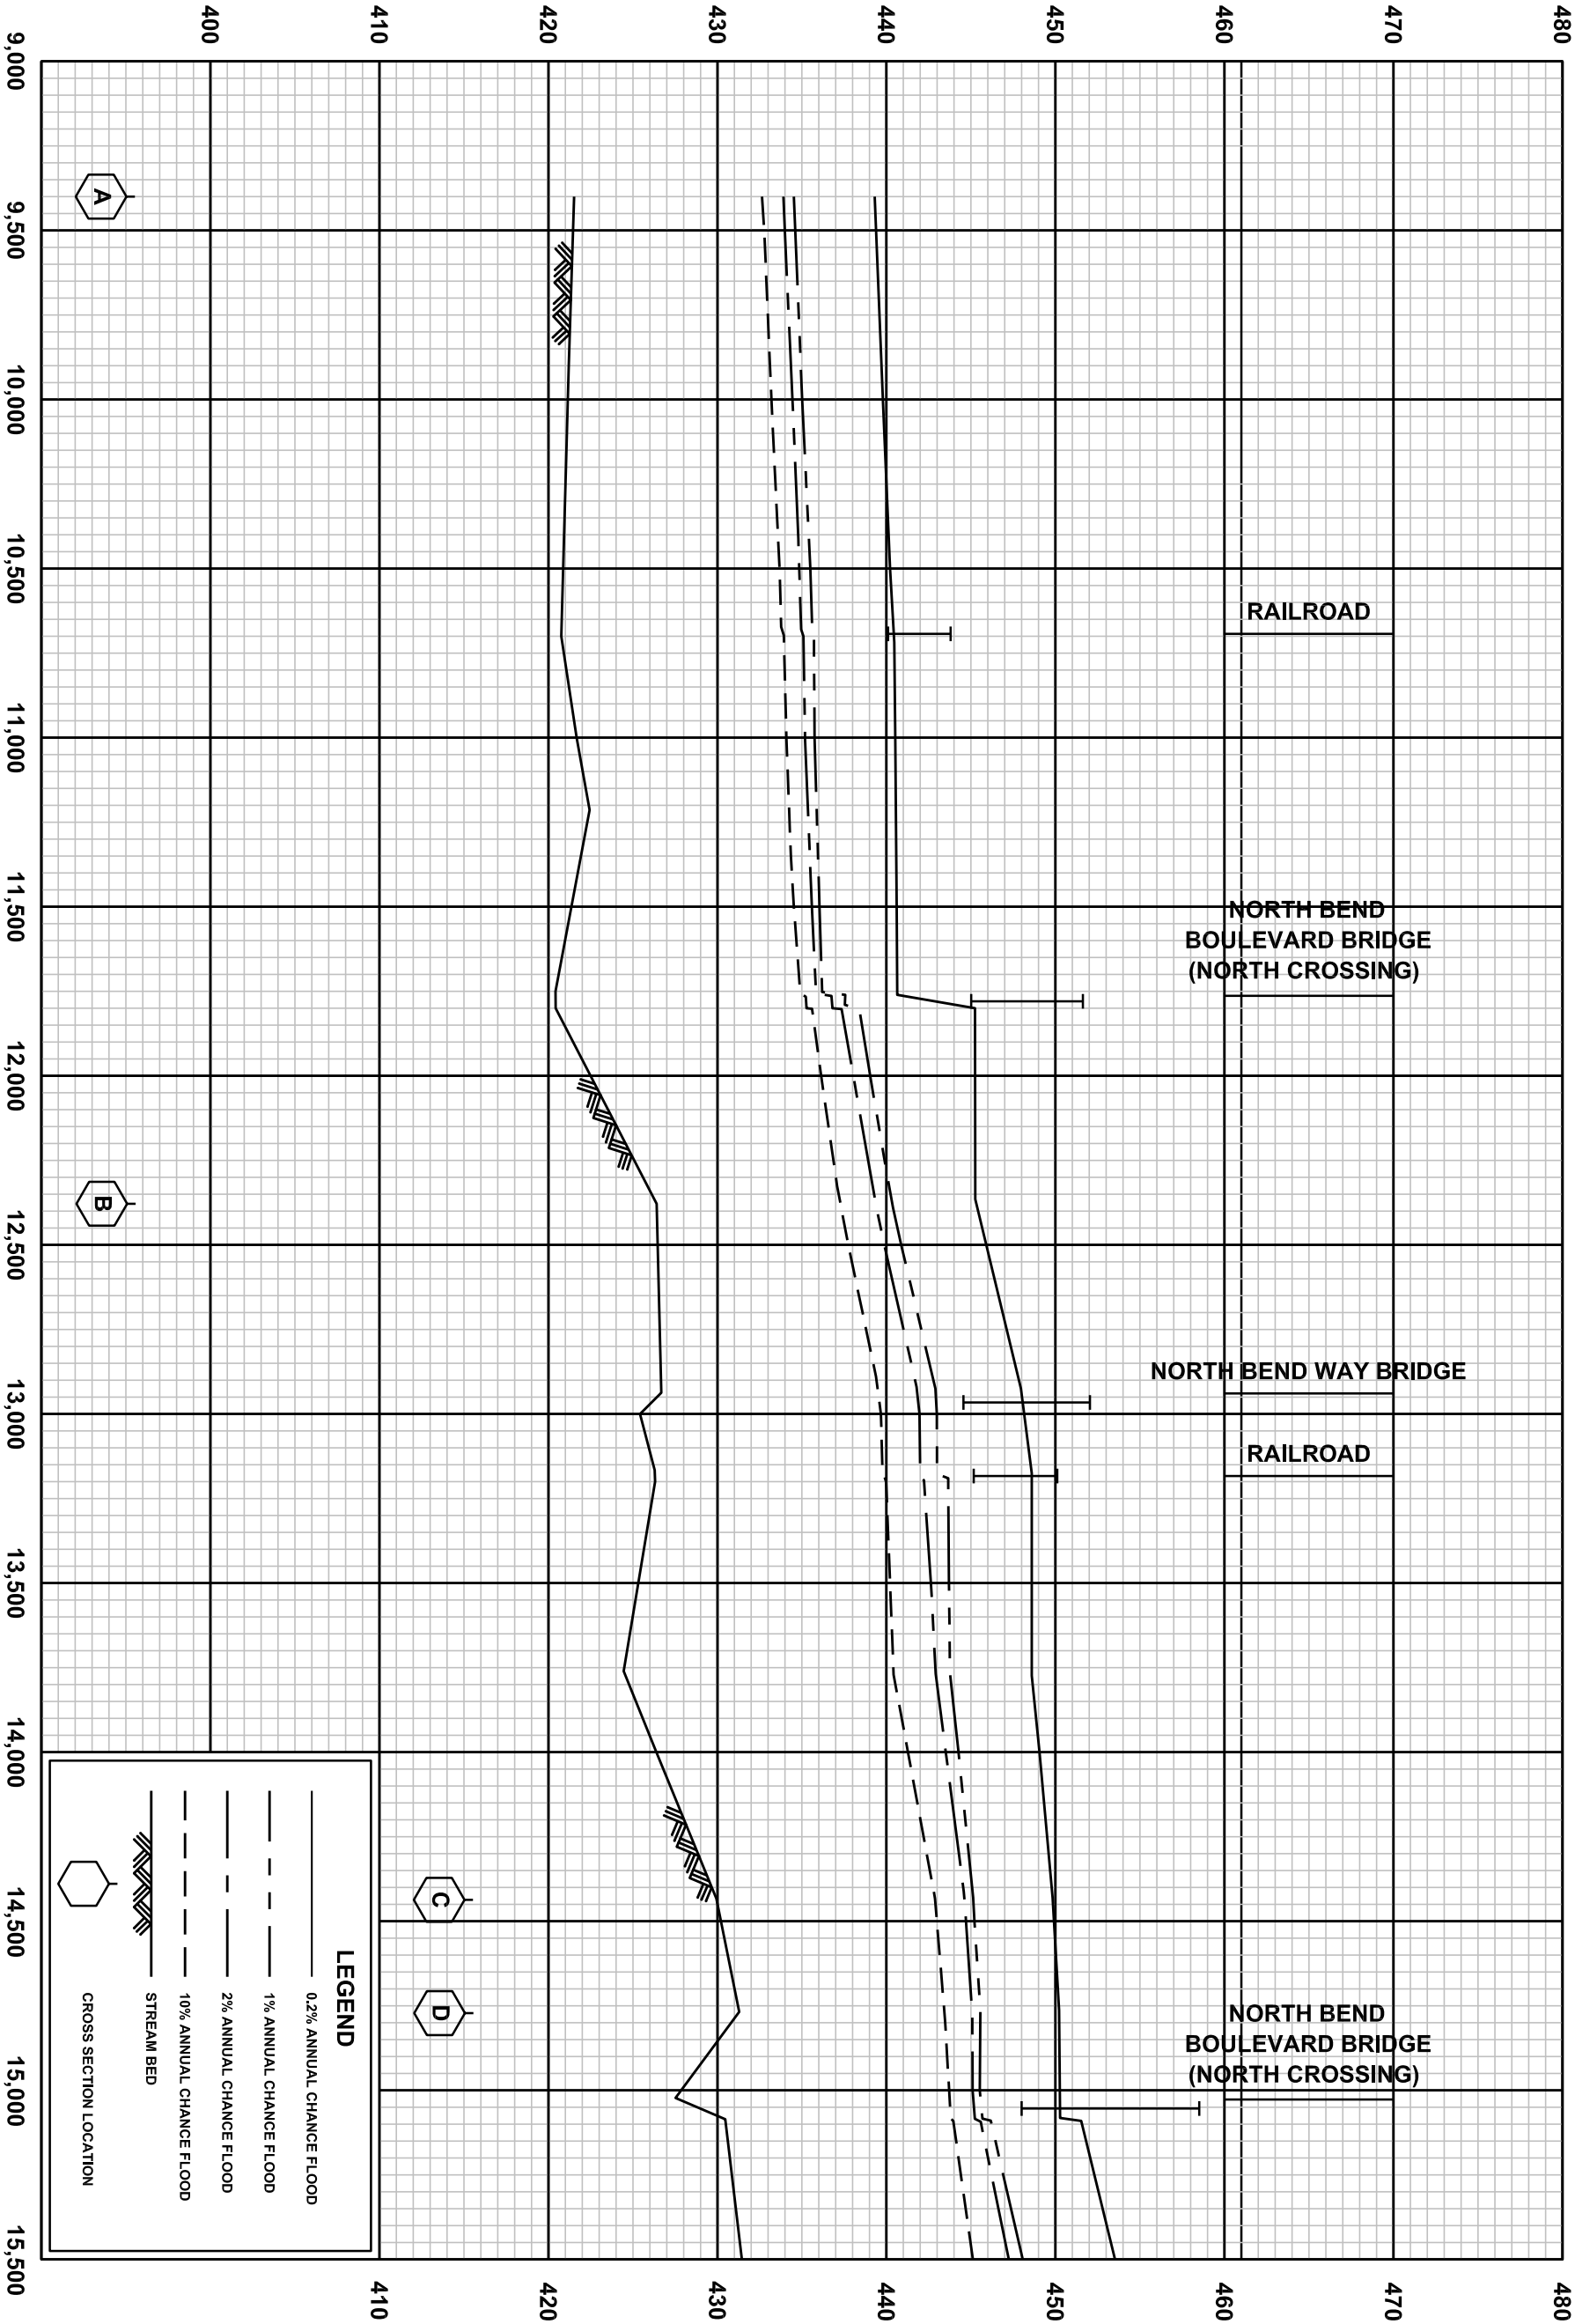 480
470
460
450
440
430
420
410
400
480
470
460
450
440
430
420
410
RAILROAD
NORTH BEND
BOULEVARD BRIDGE
(NORTH CROSSING)
NORTH BEND WAY BRIDGE
RAILROAD
NORTH BEND
BOULEVARD BRIDGE
(NORTH CROSSING)
A
B
C
D
LEGEND
0.2% ANNUAL CHANCE FLOOD
1% ANNUAL CHANCE FLOOD
2% ANNUAL CHANCE FLOOD
10% ANNUAL CHANCE FLOOD
STREAM BED
CROSS SECTION LOCATION
9,000
9,500
10,000
10,500
11,000
11,500
12,000
12,500
13,000
13,500
14,000
14,500
15,000
15,500